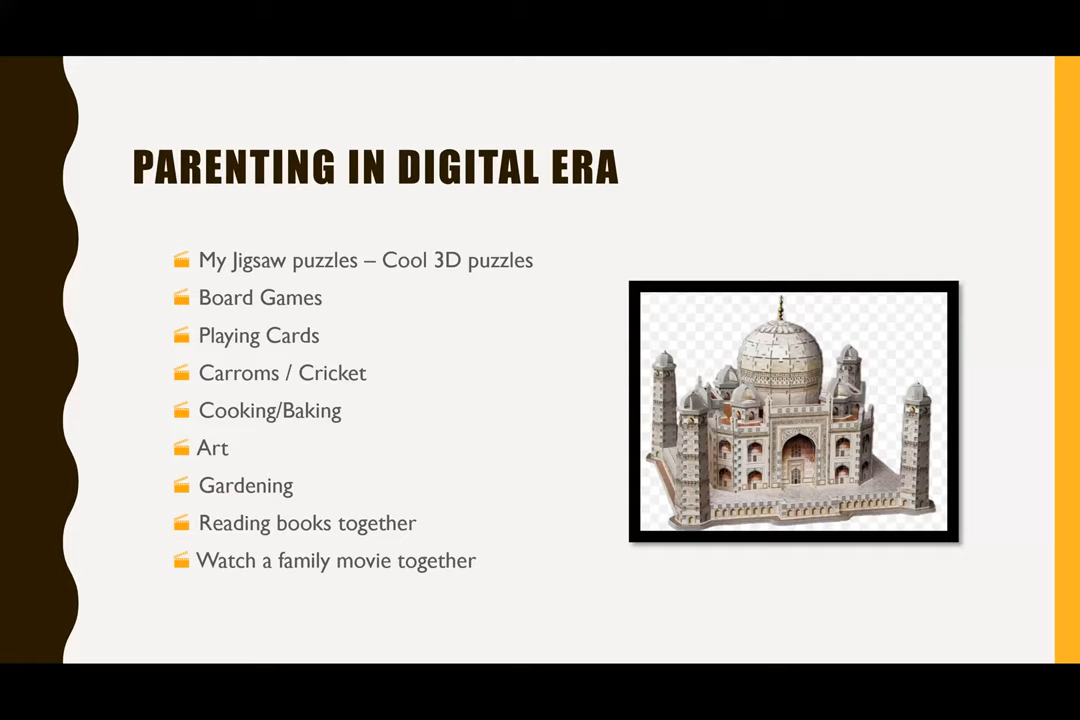 PARENTING IN DIGITAL ERA
My Jigsaw puzzles – Cool 3D puzzles
Board Games
Playing Cards
Carroms / Cricket
Cooking/Baking
Art
Gardening
Reading books together
Watch a family movie together